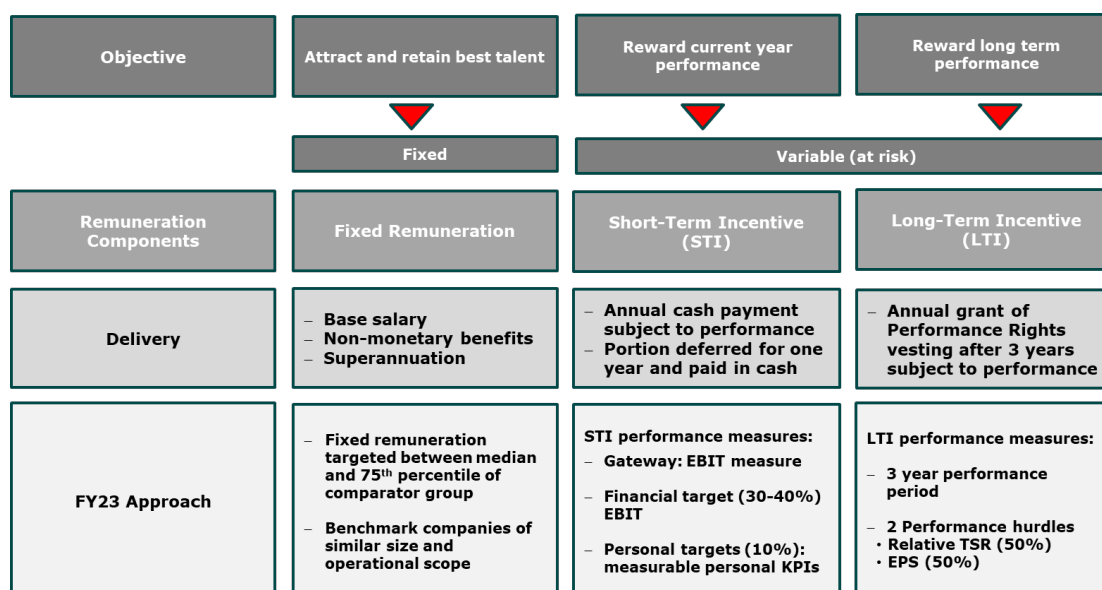 Objective
Attract and retain best talent
Reward current year
performance
Reward long term
performance
Fixed
Variable (at risk)
Remuneration
Components
Fixed Remuneration
Short-Term Incentive
(STI)
Long-Term Incentive
(LTI)
Delivery
– Base salary
– Non-monetary benefits
– Superannuation
– Annual cash payment
subject to performance
– Portion deferred for one
year and paid in cash
– Annual grant of
Performance Rights
vesting after 3 years
subject to performance
FY23 Approach
– Fixed remuneration
targeted between median
and 75th percentile of
comparator group
– Benchmark companies of
similar size and
operational scope
STI performance measures:
– Gateway: EBIT measure
– Financial target (30-40%)
EBIT
– Personal targets (10%):
measurable personal KPIs
LTI performance measures:
– 3 year performance
period
– 2 Performance hurdles
• Relative TSR (50%)
• EPS (50%)